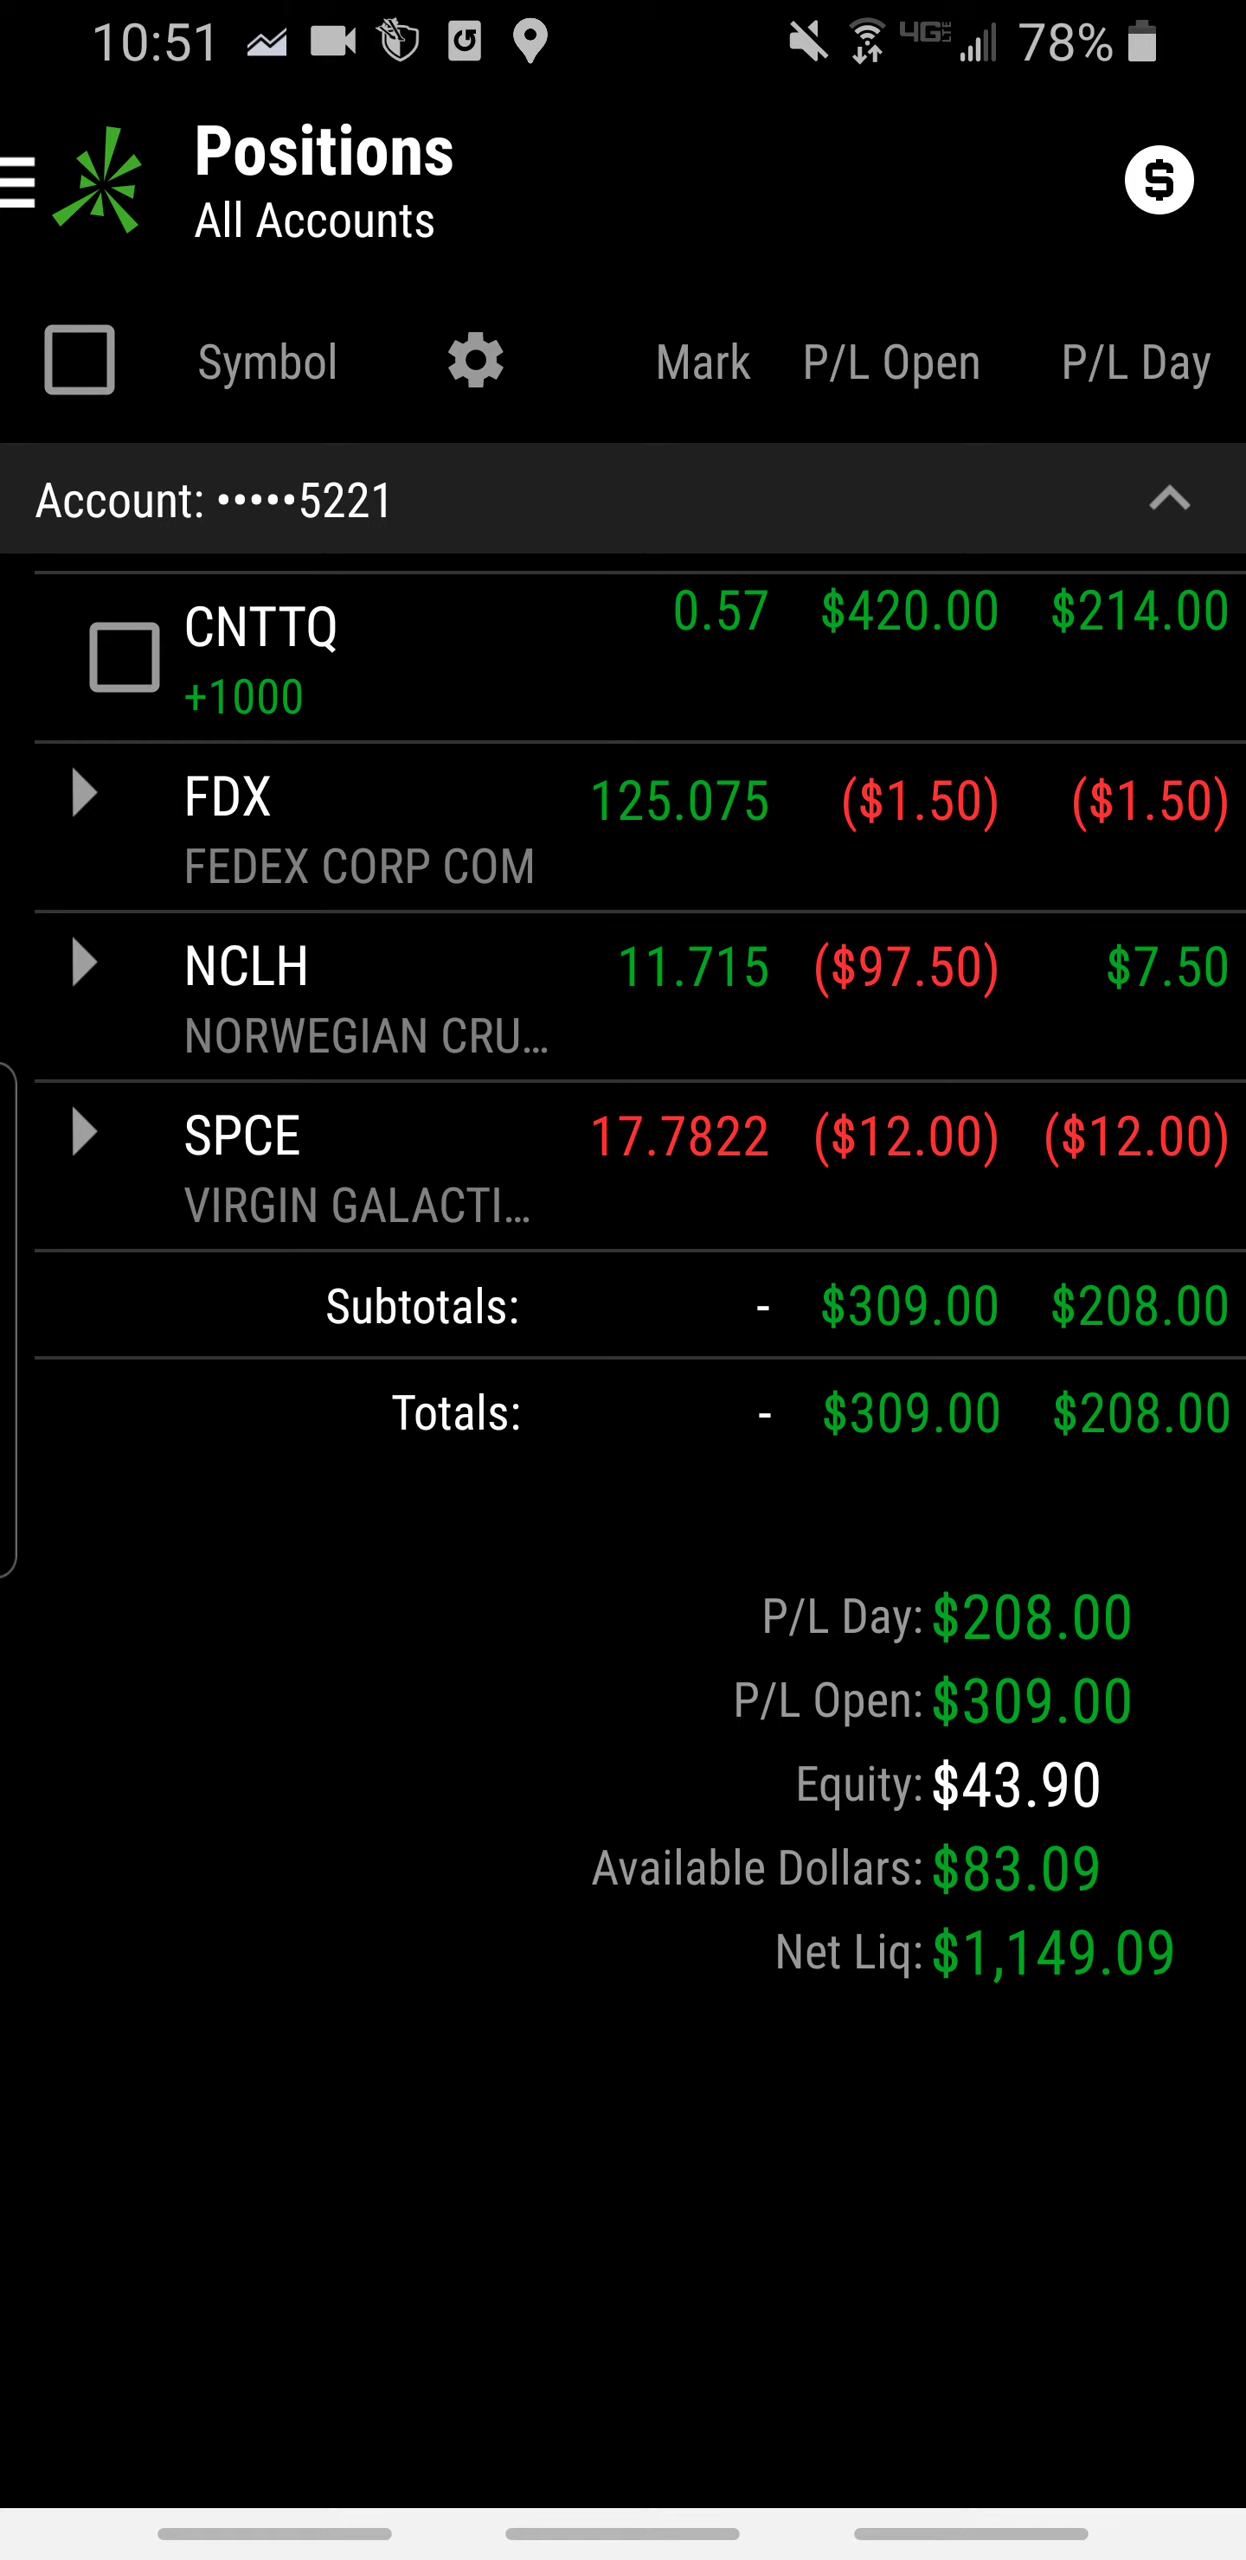 10:51 4G LTE 78%
Positions
All Accounts
Symbol Mark P/L Open P/L Day
Account: •••••5221
CNTTQ 0.57 $420.00 $214.00
+1000
FDX 125.075 ($1.50) ($1.50)
FEDEX CORP COM
NCLH 11.715 ($97.50) $7.50
NORWEGIAN CRU...
SPCE 17.7822 ($12.00) ($12.00)
VIRGIN GALACTI...
Subtotals: - $309.00 $208.00
Totals: - $309.00 $208.00
P/L Day: $208.00
P/L Open: $309.00
Equity: $43.90
Available Dollars: $83.09
Net Liq: $1,149.09